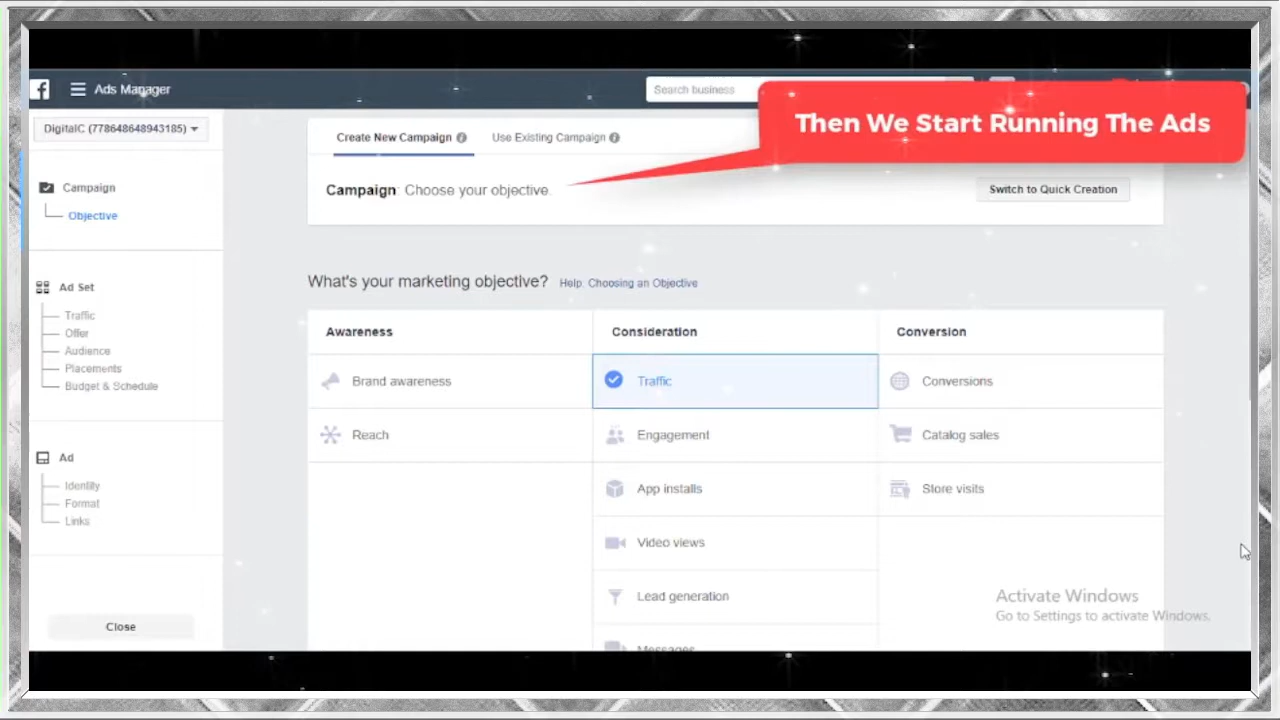 Ads Manager
Search business
Then We Start Running The Ads
DigitalC (778648648943185)
Create New Campaign
Use Existing Campaign
Campaign
Objective
Campaign: Choose your objective.
Switch to Quick Creation
What's your marketing objective? Help: Choosing an Objective
Ad Set
Traffic
Offer
Audience
Placements
Budget & Schedule
Ad
Identity
Format
Links
Close
Awareness
Consideration
Conversion
Brand awareness
Traffic
Conversions
Reach
Engagement
Catalog sales
App installs
Store visits
Video views
Lead generation
Messages
Activate Windows
Go to Settings to activate Windows.